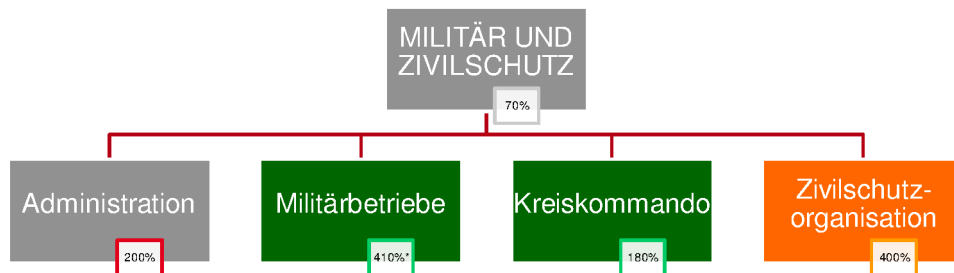 MILITÄR UND
ZIVILSCHUTZ
70%
Administration
200%
Militärbetriebe
410%*
Kreiskommando
180%
Zivilschutz-
organisation
400%